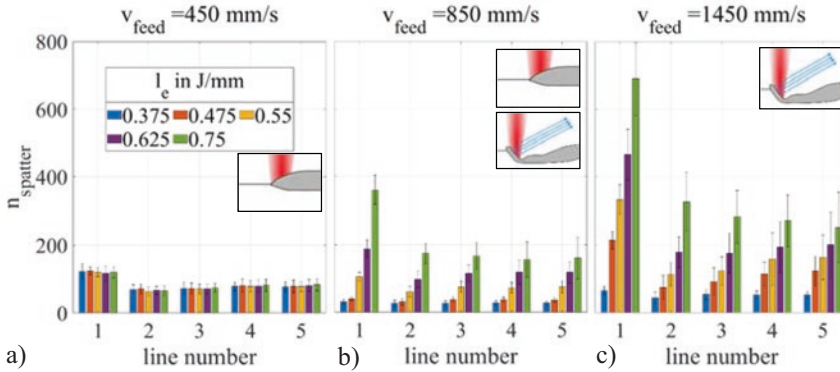 v_feed =450 mm/s
v_feed =850 mm/s
v_feed =1450 mm/s
n_spatter
800
600
400
200
0
l_e in J/mm
0.375 0.475 0.55
0.625 0.75
1 2 3 4 5
1 2 3 4 5
1 2 3 4 5
a) line number
b) line number
c) line number